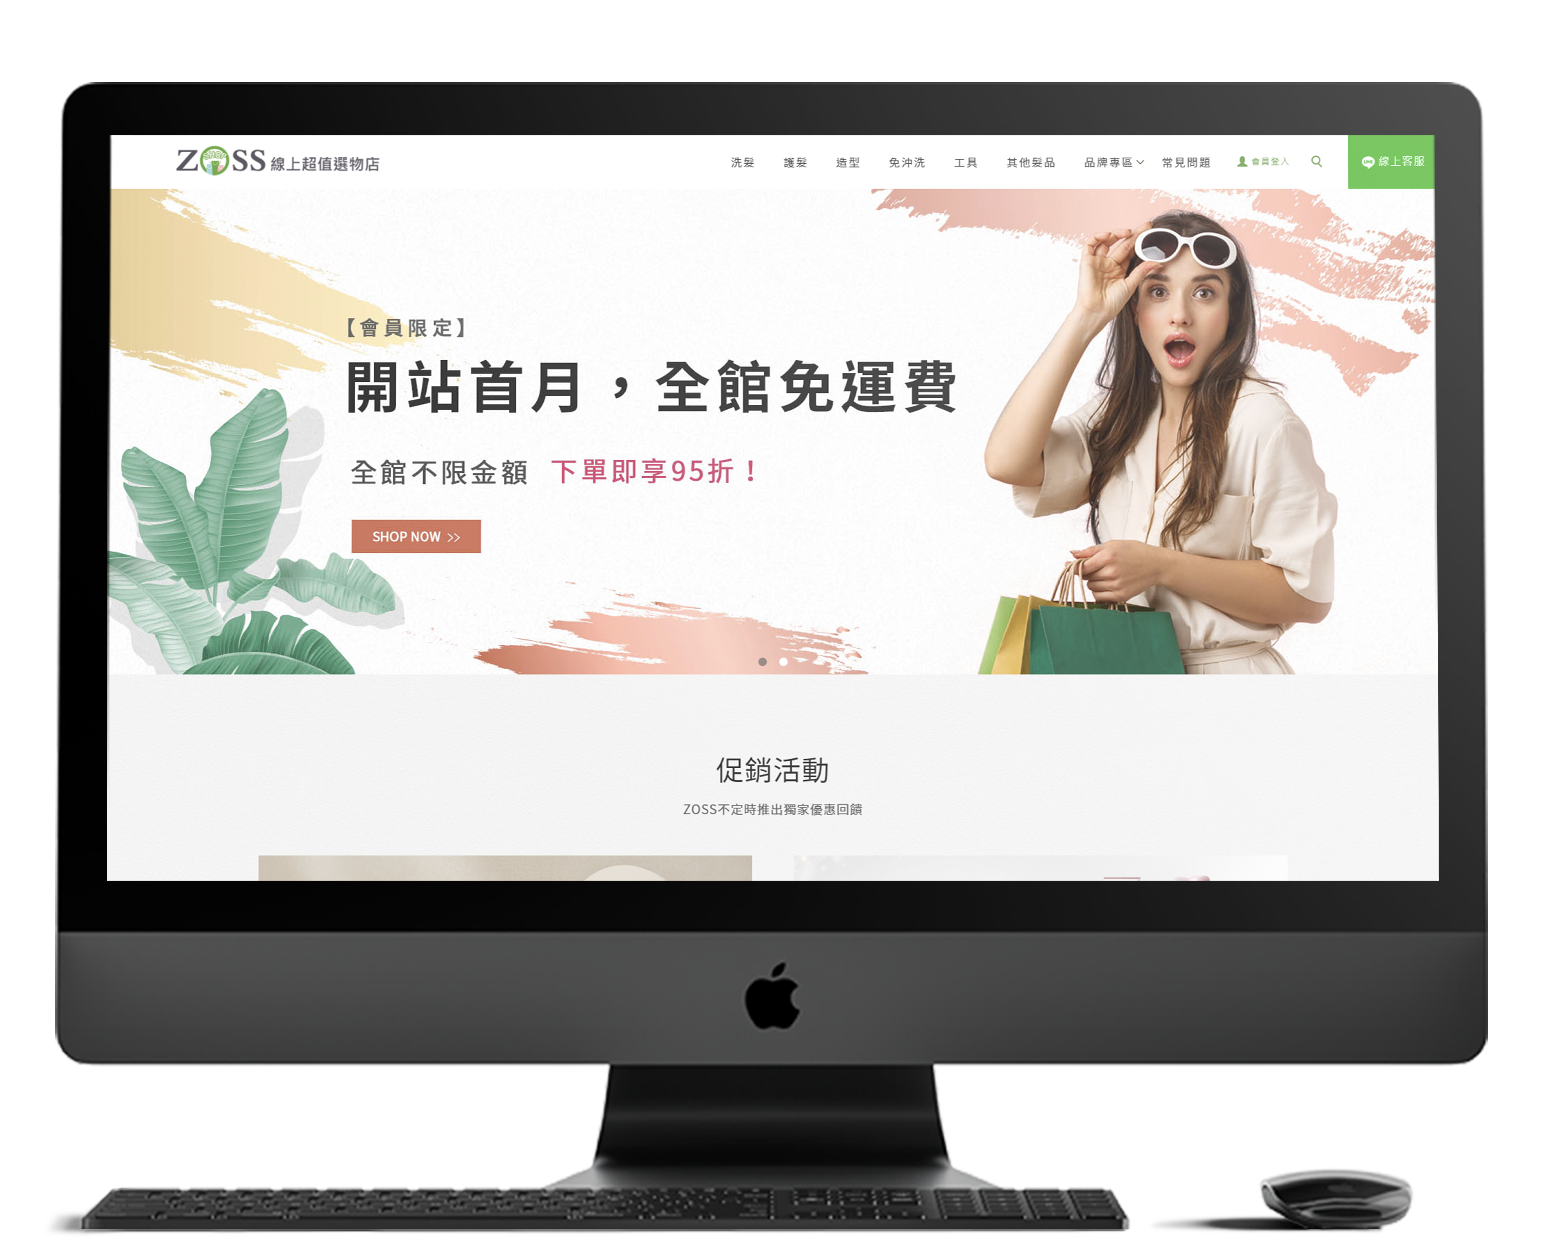 ZOSS 線上超值選物店
洗髮 護髮 造型 免沖洗 工具 其他髮品 品牌專區 常見問題 會員登入 線上客服
【會員限定】
開站首月，全館免運費
全館不限金額 下單即享95折！
SHOP NOW >>
促銷活動
ZOSS不定時推出獨家優惠回饋